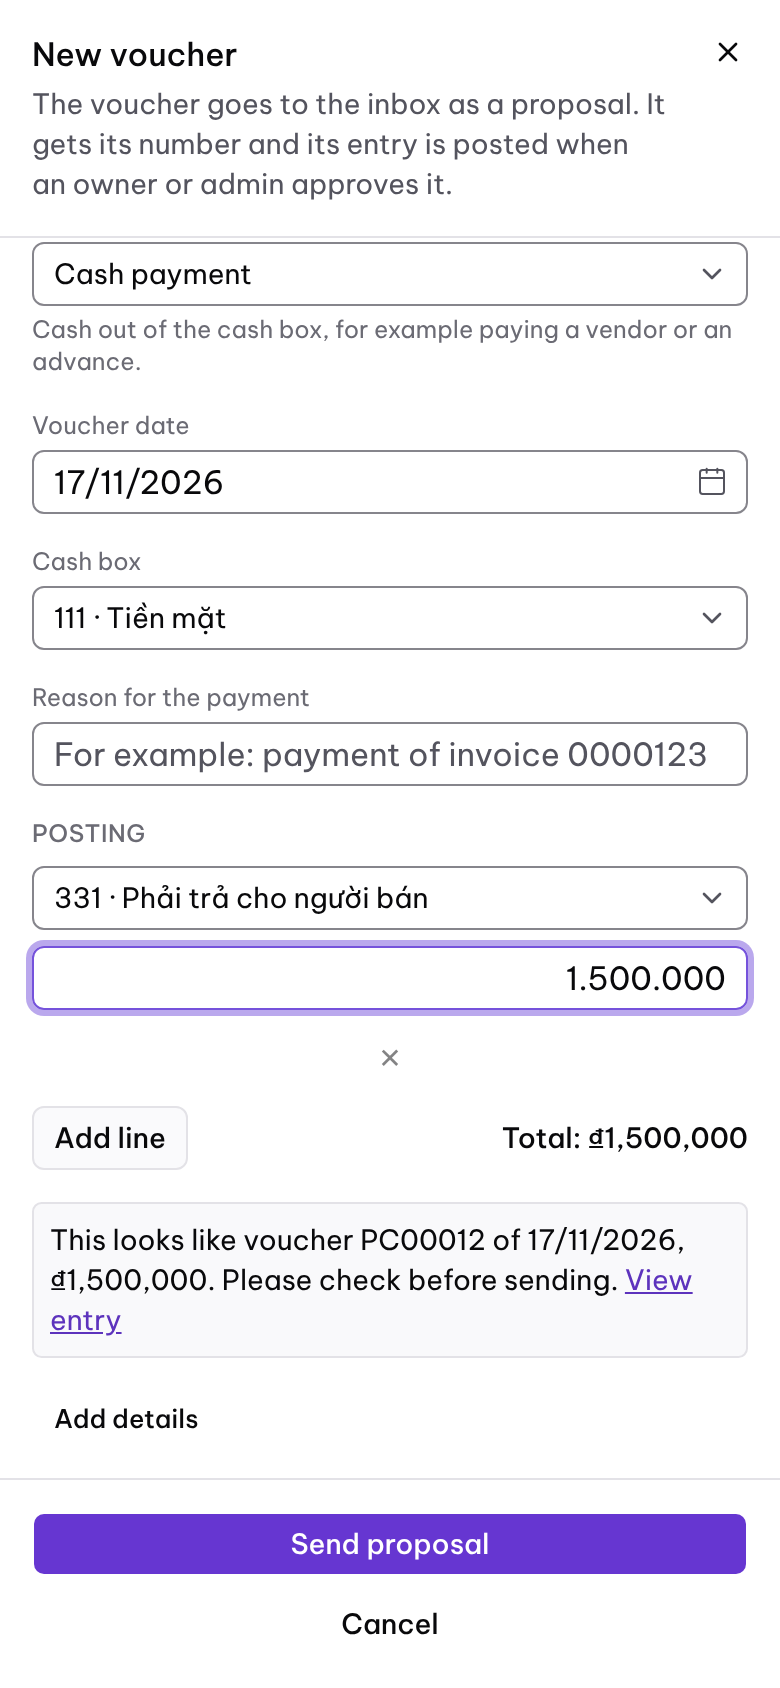 New voucher
The voucher goes to the inbox as a proposal. It
gets its number and its entry is posted when
an owner or admin approves it.
Cash payment
Cash out of the cash box, for example paying a vendor or an
advance.
Voucher date
17/11/2026
Cash box
111 · Tiền mặt
Reason for the payment
For example: payment of invoice 0000123
POSTING
331 · Phải trả cho người bán
1.500.000
Add line
Total: ₫1,500,000
This looks like voucher PC00012 of 17/11/2026,
₫1,500,000. Please check before sending. View
entry
Add details
Send proposal
Cancel